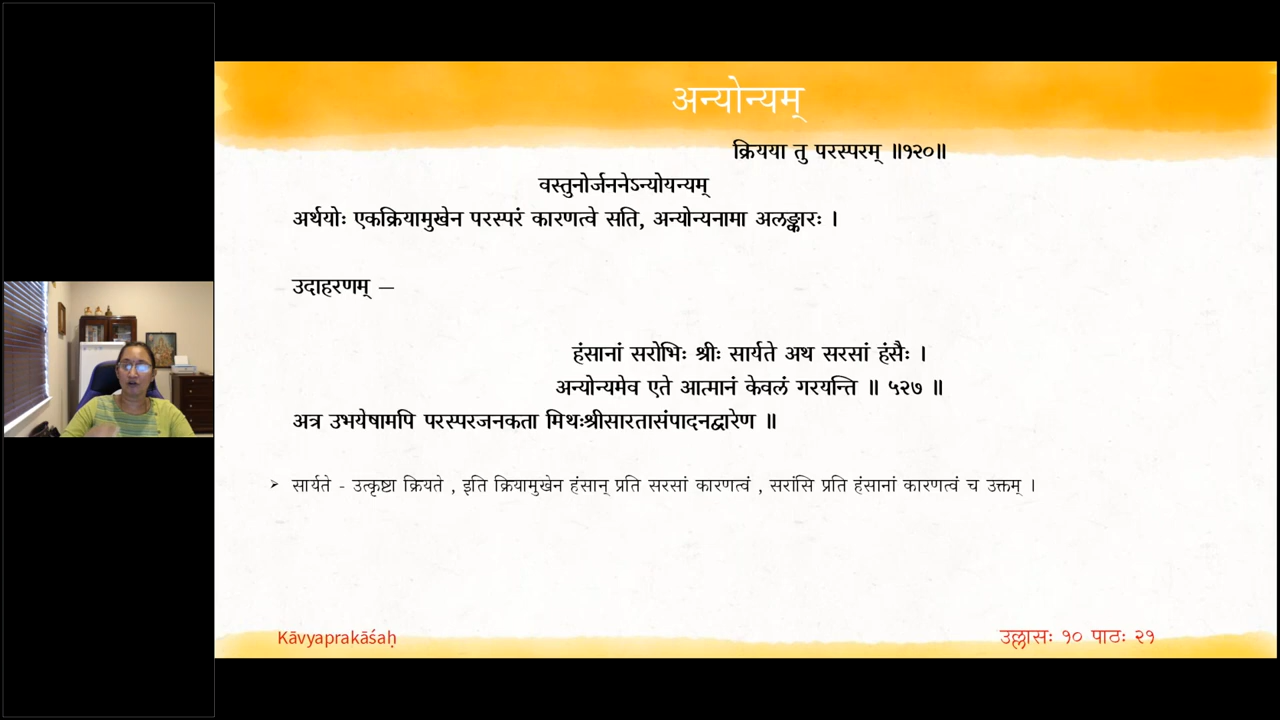 अन्योन्यम्
क्रियया तु परस्परम् ॥१२०॥
वस्तुनोर्जननेऽन्योयन्यम्
अर्थयोः एकक्रियामुखेन परस्परं कारणत्वे सति, अन्योन्यनामा अलङ्कारः ।
उदाहरणम् –
हंसानां सरोभिः श्रीः सार्यते अथ सरसां हंसैः ।
अन्योन्यमेव एते आत्मानं केवलं गरयन्ति ॥ ५२७ ॥
अत्र उभयेषामपि परस्परजनकता मिथःश्रीसारतासंपादनद्वारेण ॥
➢ सार्यते - उत्कृष्टा क्रियते , इति क्रियामुखेन हंसान् प्रति सरसां कारणत्वं , सरांसि प्रति हंसानां कारणत्वं च उक्तम् ।
Kāvyaprakāśaḥ
उल्लासः १० पाठः २१